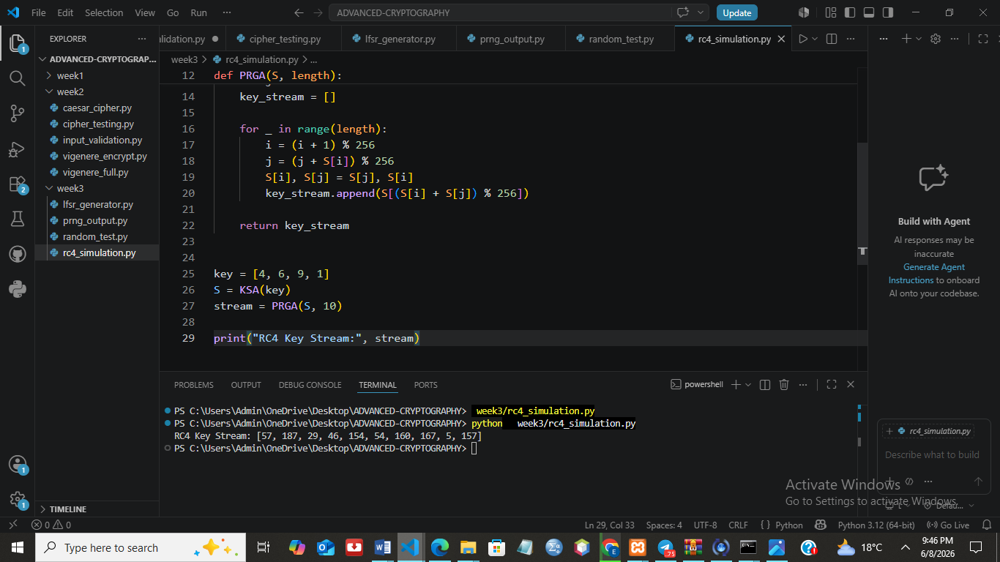 File Edit Selection View Go Run ··· ADVANCED-CRYPTOGRAPHY Update
EXPLORER ···
ADVANCED-CRYPTOGRAP...
week1
week2
caesar_cipher.py
cipher_testing.py
input_validation.py
vigenere_encrypt.py
vigenere_full.py
week3
lfsr_generator.py
prng_output.py
random_test.py
rc4_simulation.py
TIMELINE
1
2
1
1
alidation.py cipher_testing.py lfsr_generator.py prng_output.py random_test.py rc4_simulation.py
week3 > rc4_simulation.py > ...
12 def PRGA(S, length):
14 key_stream = []
15
16 for _ in range(length):
17 i = (i + 1) % 256
18 j = (j + S[i]) % 256
19 S[i], S[j] = S[j], S[i]
20 key_stream.append(S[(S[i] + S[j]) % 256])
21
22 return key_stream
23
24
25 key = [4, 6, 9, 1]
26 S = KSA(key)
27 stream = PRGA(S, 10)
28
29 print("RC4 Key Stream:", stream)
PROBLEMS OUTPUT DEBUG CONSOLE TERMINAL PORTS powershell
PS C:\Users\Admin\OneDrive\Desktop\ADVANCED-CRYPTOGRAPHY> week3/rc4_simulation.py
PS C:\Users\Admin\OneDrive\Desktop\ADVANCED-CRYPTOGRAPHY> python week3/rc4_simulation.py
RC4 Key Stream: [57, 187, 29, 46, 154, 54, 160, 167, 5, 157]
PS C:\Users\Admin\OneDrive\Desktop\ADVANCED-CRYPTOGRAPHY>
Build with Agent
AI responses may be
inaccurate
Generate Agent
Instructions to onboard
AI onto your codebase.
rc4_simulation.py
Describe what to build
Activate Windows
Go to Settings to activate Windows.
Defau...
0 0 Ln 29, Col 33 Spaces: 4 UTF-8 CRLF { } Python Python 3.12 (64-bit) Go Live
Type here to search .75 18°C 9:46 PM
6/8/2026